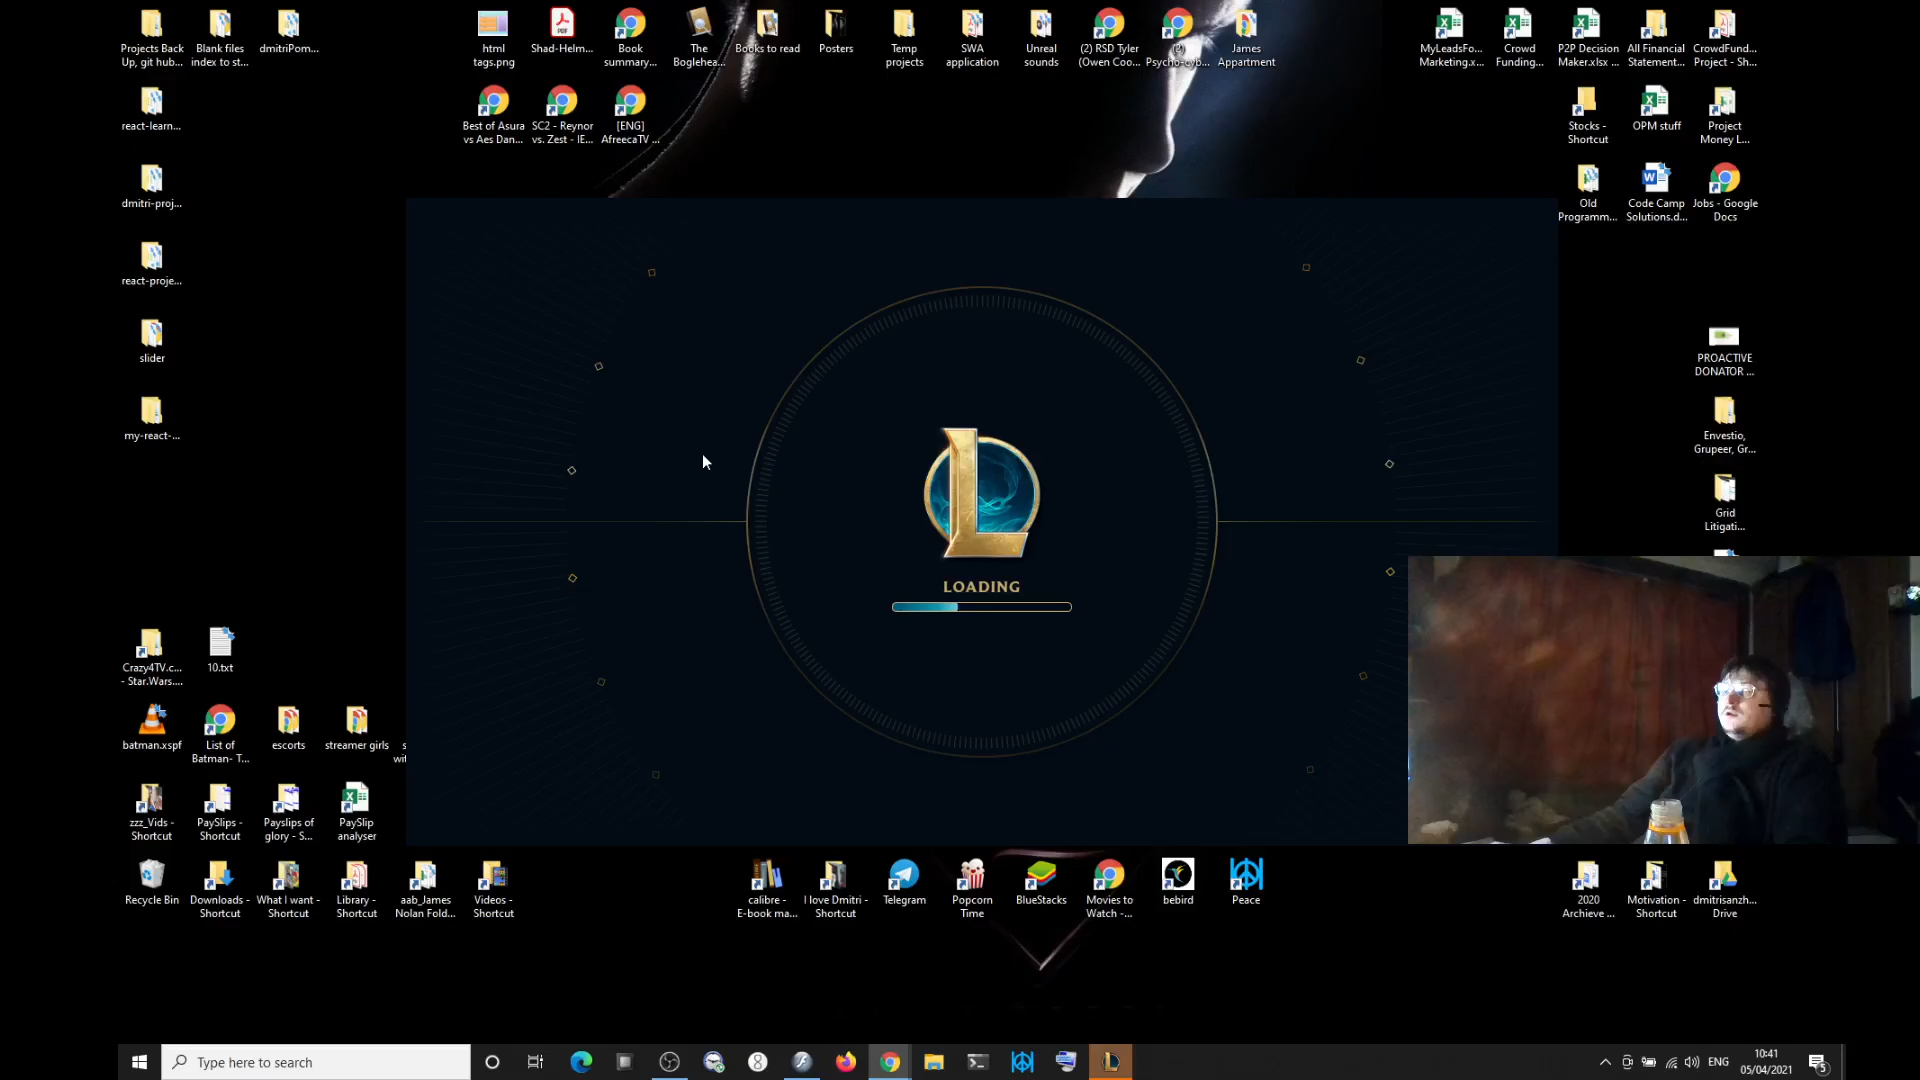 Projects Back
Up, git hub...
Blank files
index to st...
dmitriPom...
html
tags.png
Shad-Helm...
Book
summary...
The
Boglehea...
Books to read
Posters
Temp
projects
SWA
application
Unreal
sounds
(2) RSD Tyler
(Owen Coo...
(2)
Psycho-cyb...
James
Appartment
MyLeadsFo...
Marketing.x...
Crowd
Funding...
P2P Decision
Maker.xlsx ...
All Financial
Statement...
CrowdFund...
Project - Sh...
react-learn...
Best of Asura
vs Aes Dan...
SC2 - Reynor
vs. Zest - IE...
[ENG]
AfreecaTV ...
Stocks -
Shortcut
OPM stuff
Project
Money L...
dmitri-proj...
Old
Programm...
Code Camp
Solutions.d...
Jobs - Google
Docs
react-proje...
slider
PROACTIVE
DONATOR ...
my-react-...
Envestio,
Grupeer, Gr...
Grid
Litigati...
LOADING
Crazy4TV.c...
- Star.Wars....
10.txt
batman.xspf
List of
Batman- T...
escorts
streamer girls
zzz_Vids -
Shortcut
PaySlips -
Shortcut
Payslips of
glory - S...
PaySlip
analyser
Recycle Bin
Downloads -
Shortcut
What I want -
Shortcut
Library -
Shortcut
aab_James
Nolan Fold...
Videos -
Shortcut
calibre -
E-book ma...
I love Dmitri -
Shortcut
Telegram
Popcorn
Time
BlueStacks
Movies to
Watch -...
bebird
Peace
2020
Archieve ...
Motivation -
Shortcut
dmitrisanzh...
Drive
Type here to search
ENG
10:41
05/04/2021
5